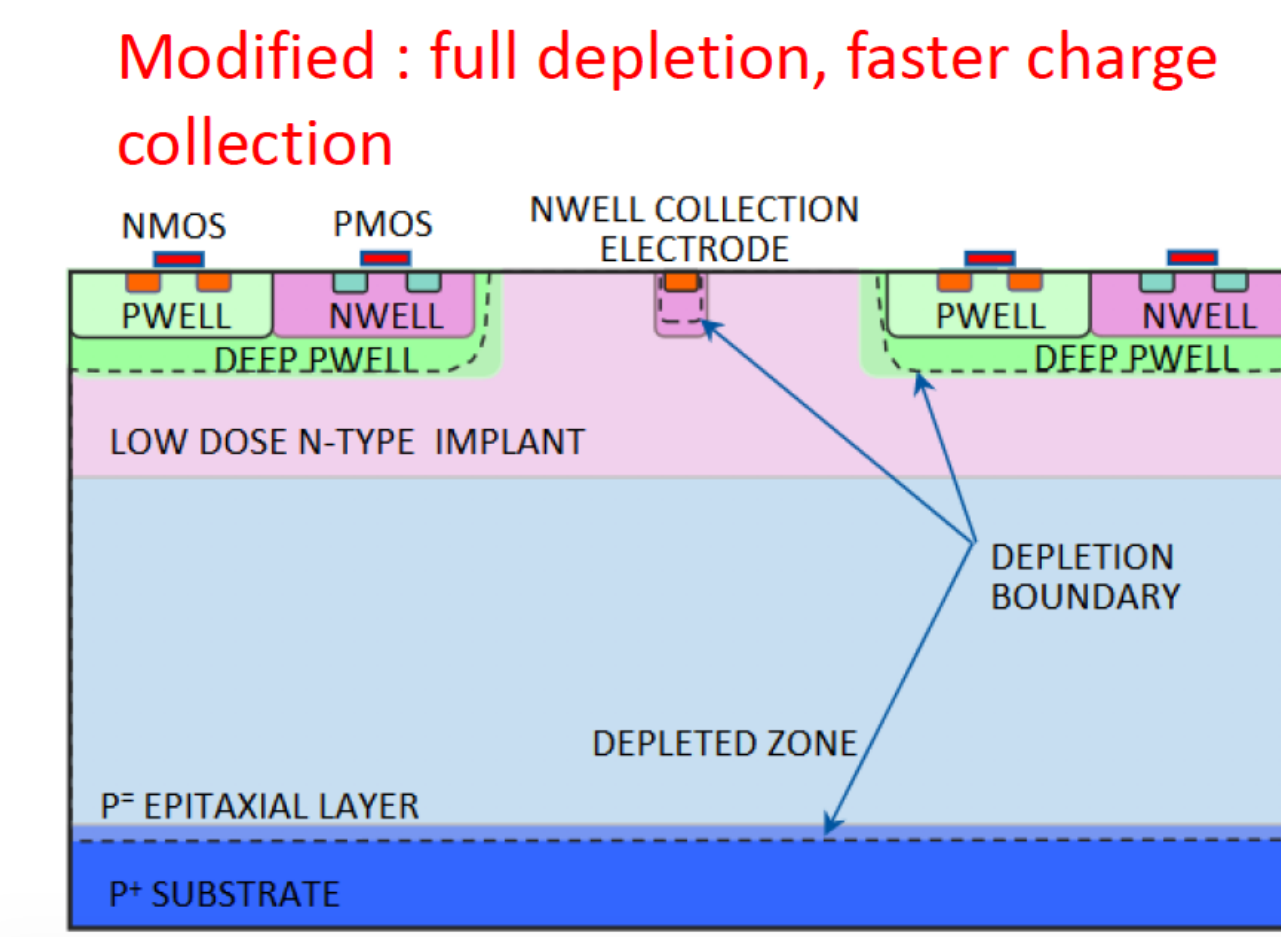 Modified : full depletion, faster charge
collection
NMOS
PMOS
NWELL COLLECTION
ELECTRODE
PWELL
NWELL
PWELL
NWELL
DEEP PWELL
DEEP PWELL
LOW DOSE N-TYPE IMPLANT
DEPLETION
BOUNDARY
DEPLETED ZONE
P⁼ EPITAXIAL LAYER
P⁺ SUBSTRATE